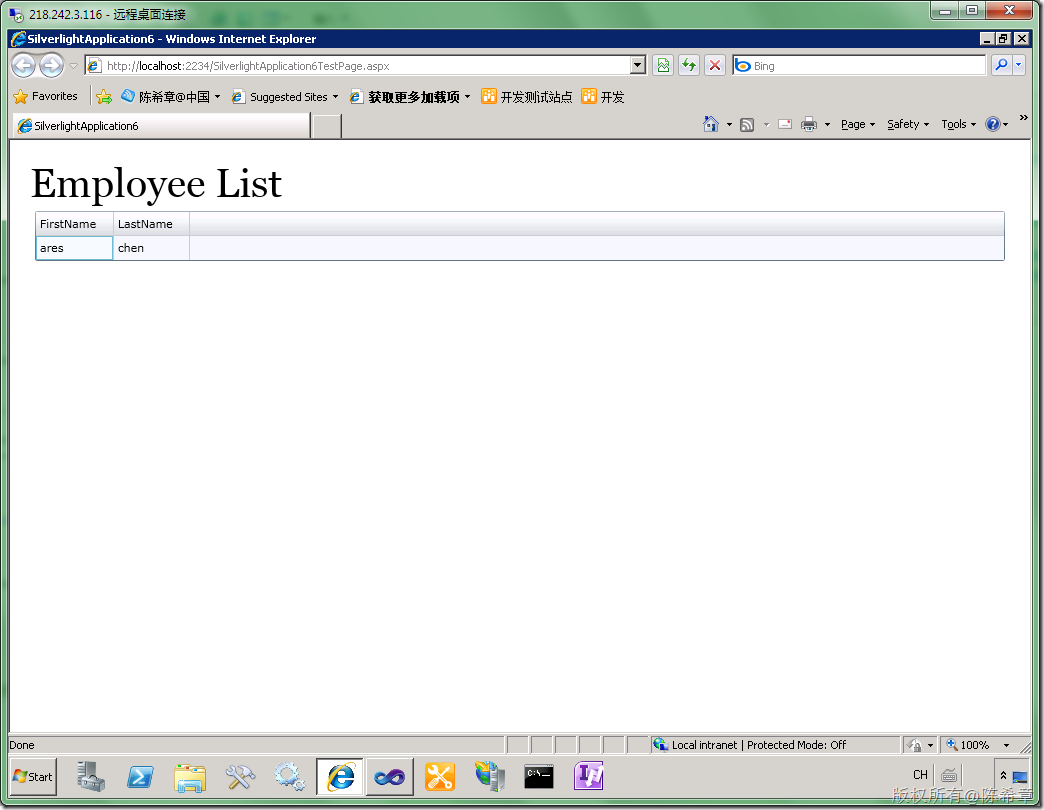 218.242.3.116 - 远程桌面连接
SilverlightApplication6 - Windows Internet Explorer
http://localhost:2234/SilverlightApplication6TestPage.aspx
Bing
Favorites 陈希章@中国 Suggested Sites 获取更多加载项 开发测试站点 开发
SilverlightApplication6
Page Safety Tools
Employee List
FirstName LastName
ares chen
Done
Local intranet | Protected Mode: Off
100%
Start
C:\_
CH
版权所有@陈希章